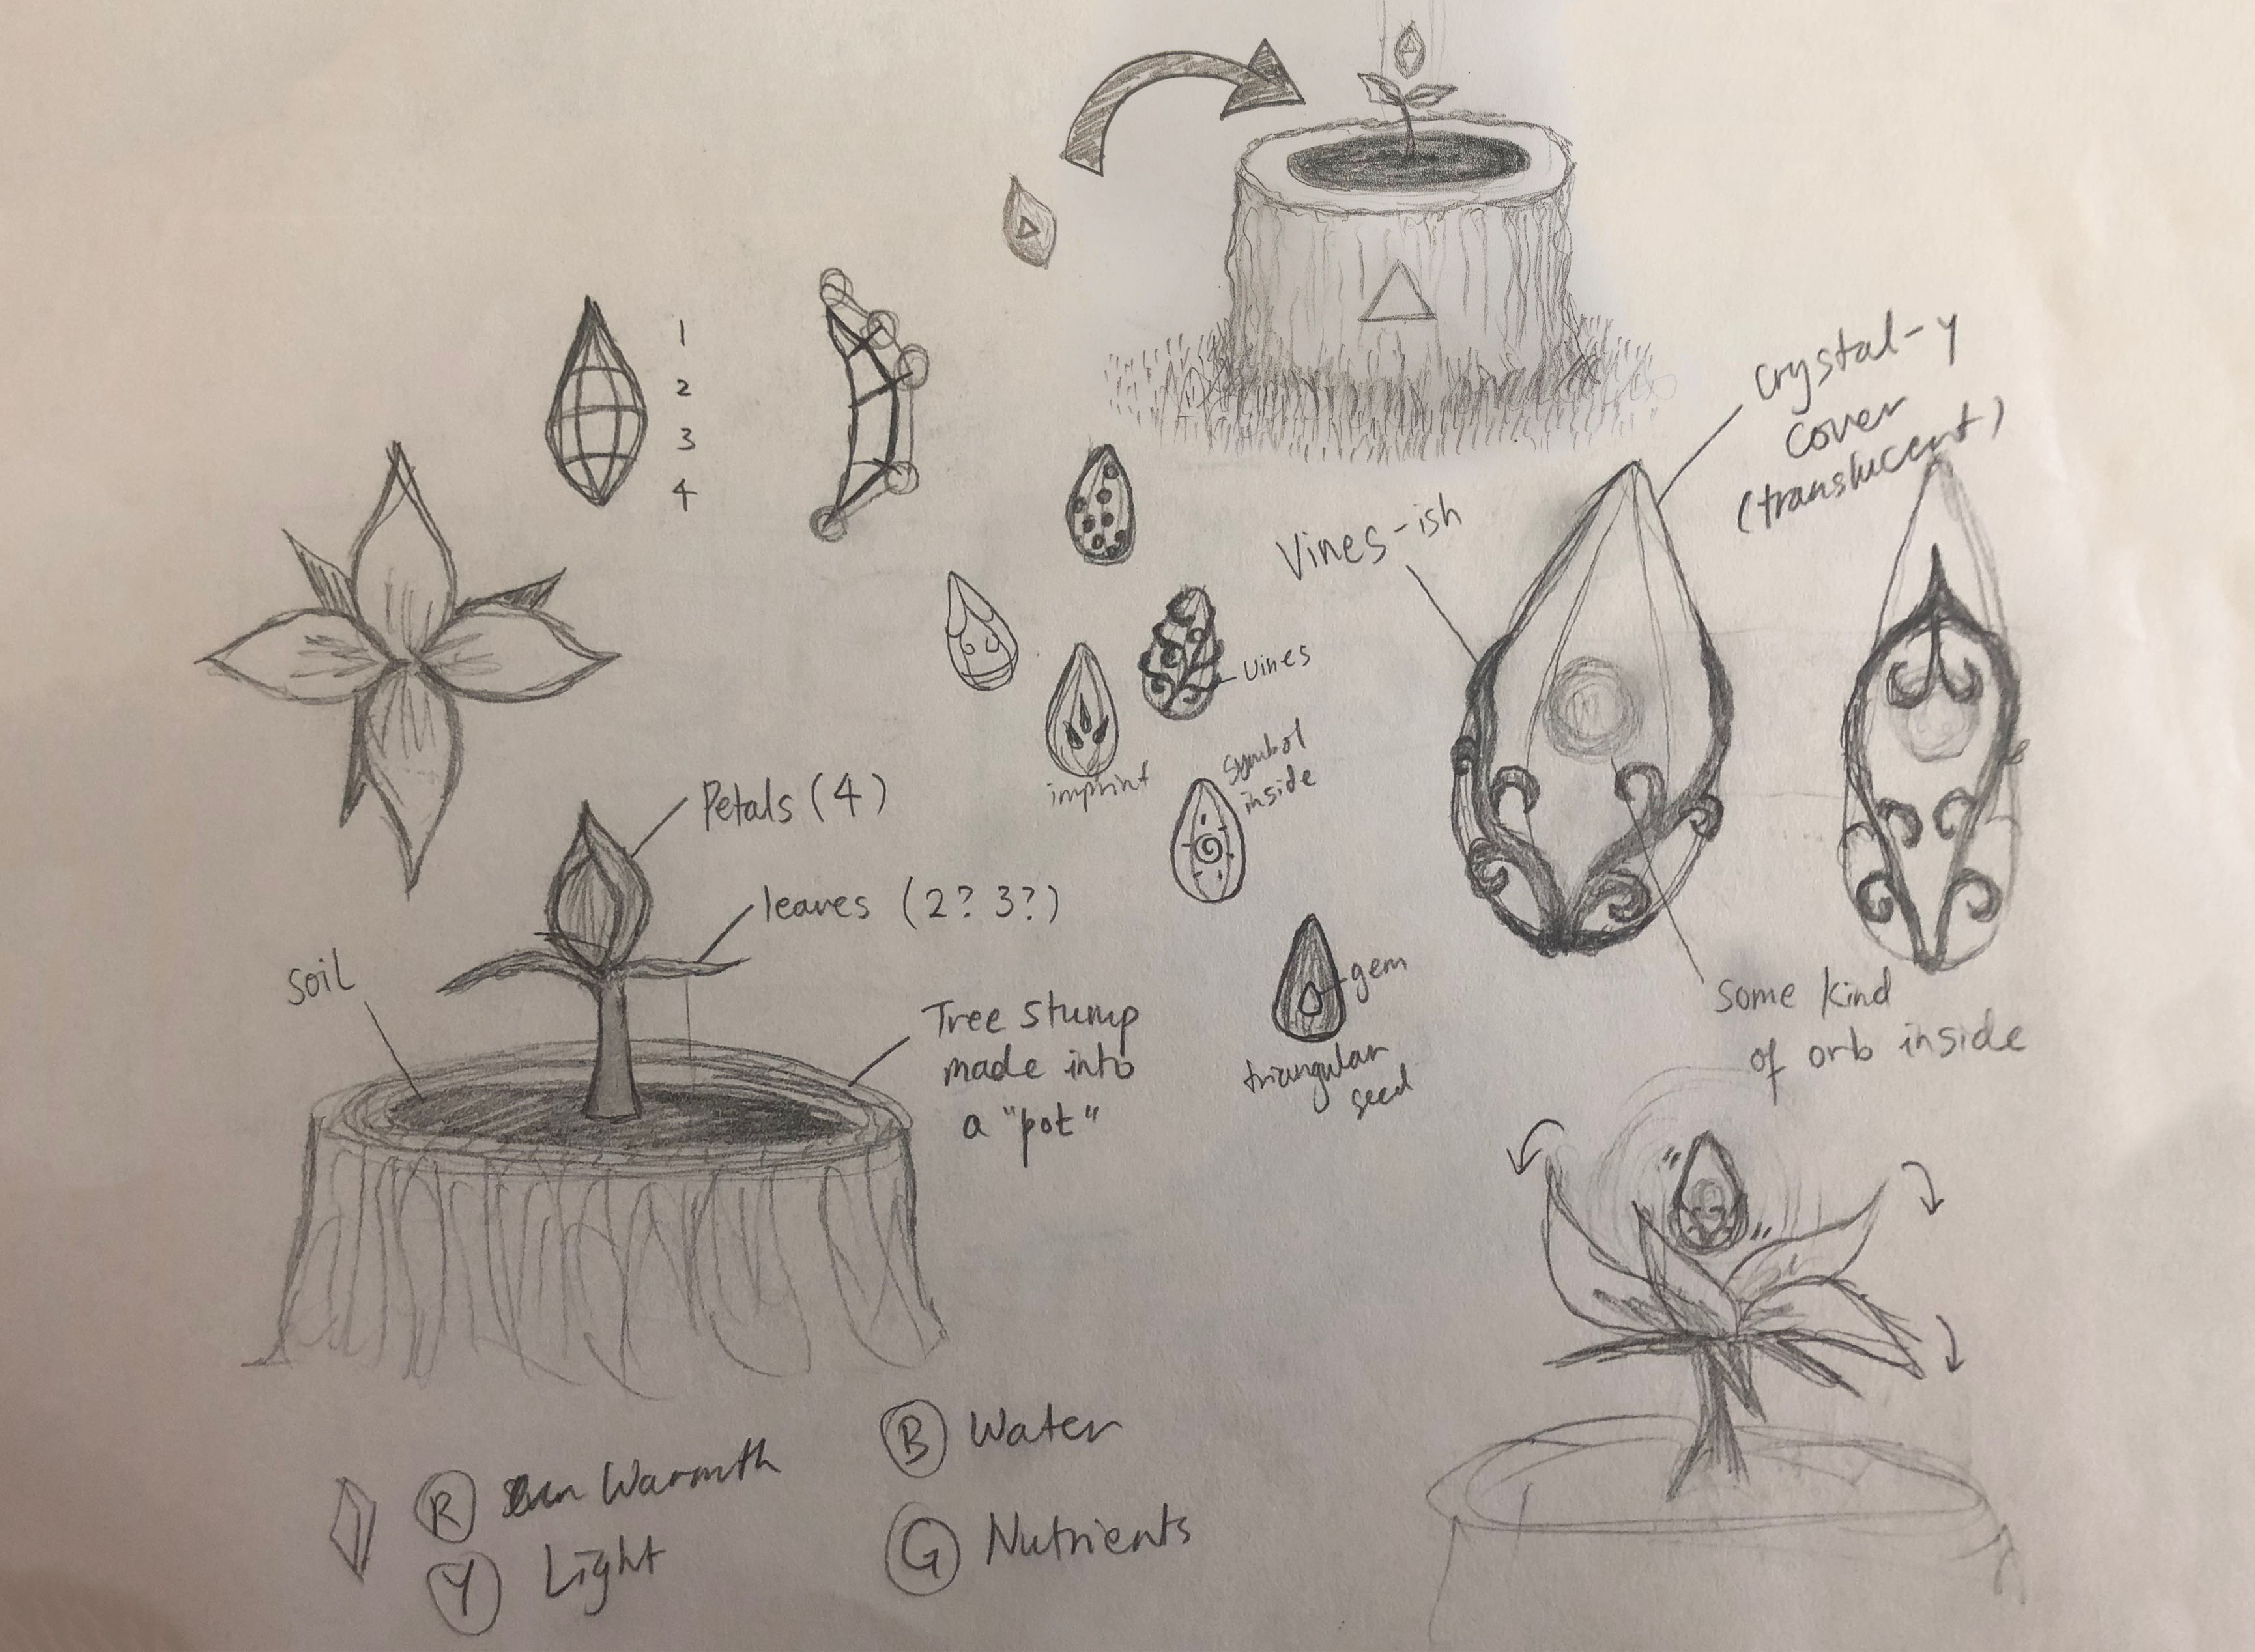 1
2
3
4
Crystal-y
cover
(translucent)
Vines-ish
vines
imprint
symbol
inside
Petals (4)
leaves (2? 3?)
soil
Tree stump
made into
a "pot"
gem
triangular
seed
Some kind
of orb inside
R Warmth
B Water
Y Light
G Nutrients